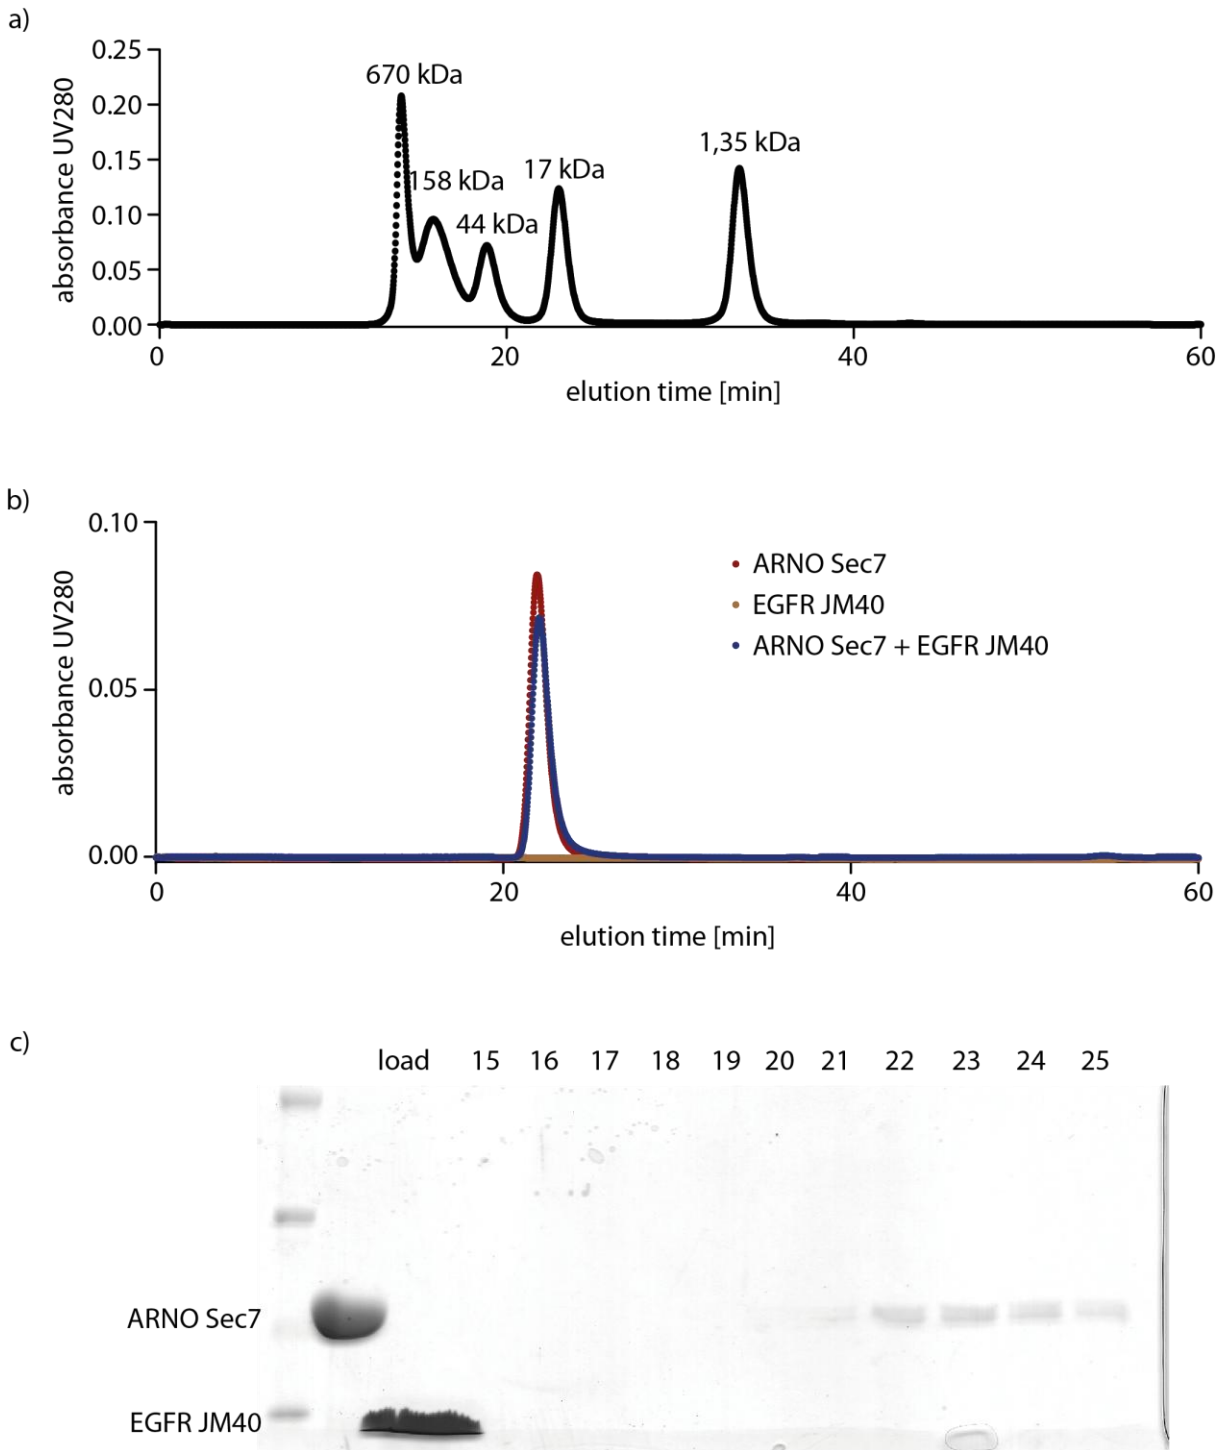 a)
absorbance UV280
0.25
0.20
0.15
0.10
0.05
0.00
670 kDa
158 kDa
44 kDa
17 kDa
1,35 kDa
0 20 40 60
elution time [min]
b)
absorbance UV280
0.10
0.05
0.00
ARNO Sec7
EGFR JM40
ARNO Sec7 + EGFR JM40
0 20 40 60
elution time [min]
c)
load 15 16 17 18 19 20 21 22 23 24 25
ARNO Sec7
EGFR JM40